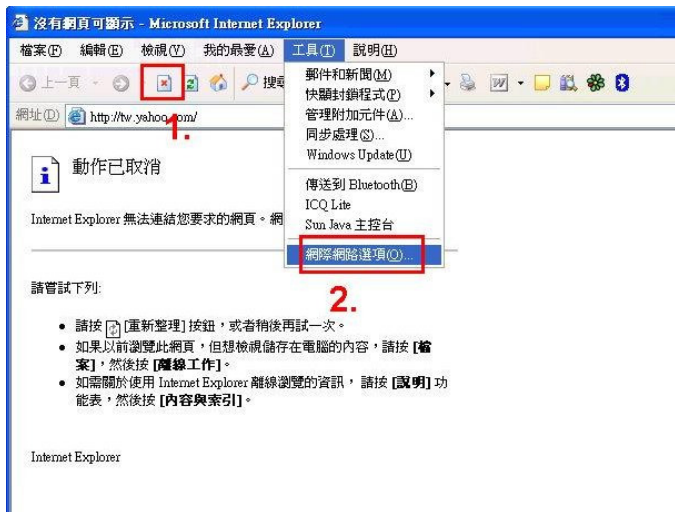 沒有網頁可顯示 - Microsoft Internet Explorer
檔案(F) 編輯(E) 檢視(V) 我的最愛(A) 工具(T) 說明(H)
上一頁 搜尋
網址(D) http://tw.yahoo.com/
1.
郵件和新聞(M)
快顯封鎖程式(P)
管理附加元件(A)...
同步處理(S)...
Windows Update(U)
傳送到 Bluetooth(B)
ICQ Lite
Sun Java 主控台
網際網路選項(O)...
2.
動作已取消
Internet Explorer 無法連結您要求的網頁。網
請嘗試下列:
請按 [重新整理] 按鈕,或者稍後再試一次。
如果以前瀏覽此網頁,但想檢視儲存在電腦的內容,請按 [檔
案],然後按 [離線工作]。
如需關於使用 Internet Explorer 離線瀏覽的資訊, 請按 [說明] 功
能表,然後按 [內容與索引]。
Internet Explorer